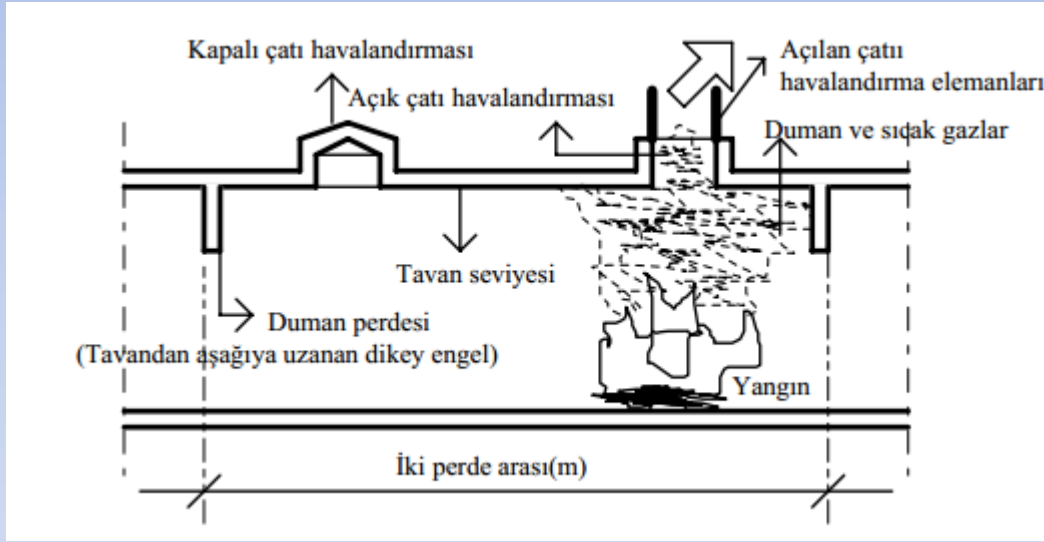 Kapalı çatı havalandırması
Açılan çatıı
havalandırma elemanları
Açık çatı havalandırması
Duman ve sıcak gazlar
Tavan seviyesi
Duman perdesi
(Tavandan aşağıya uzanan dikey engel)
Yangın
İki perde arası(m)